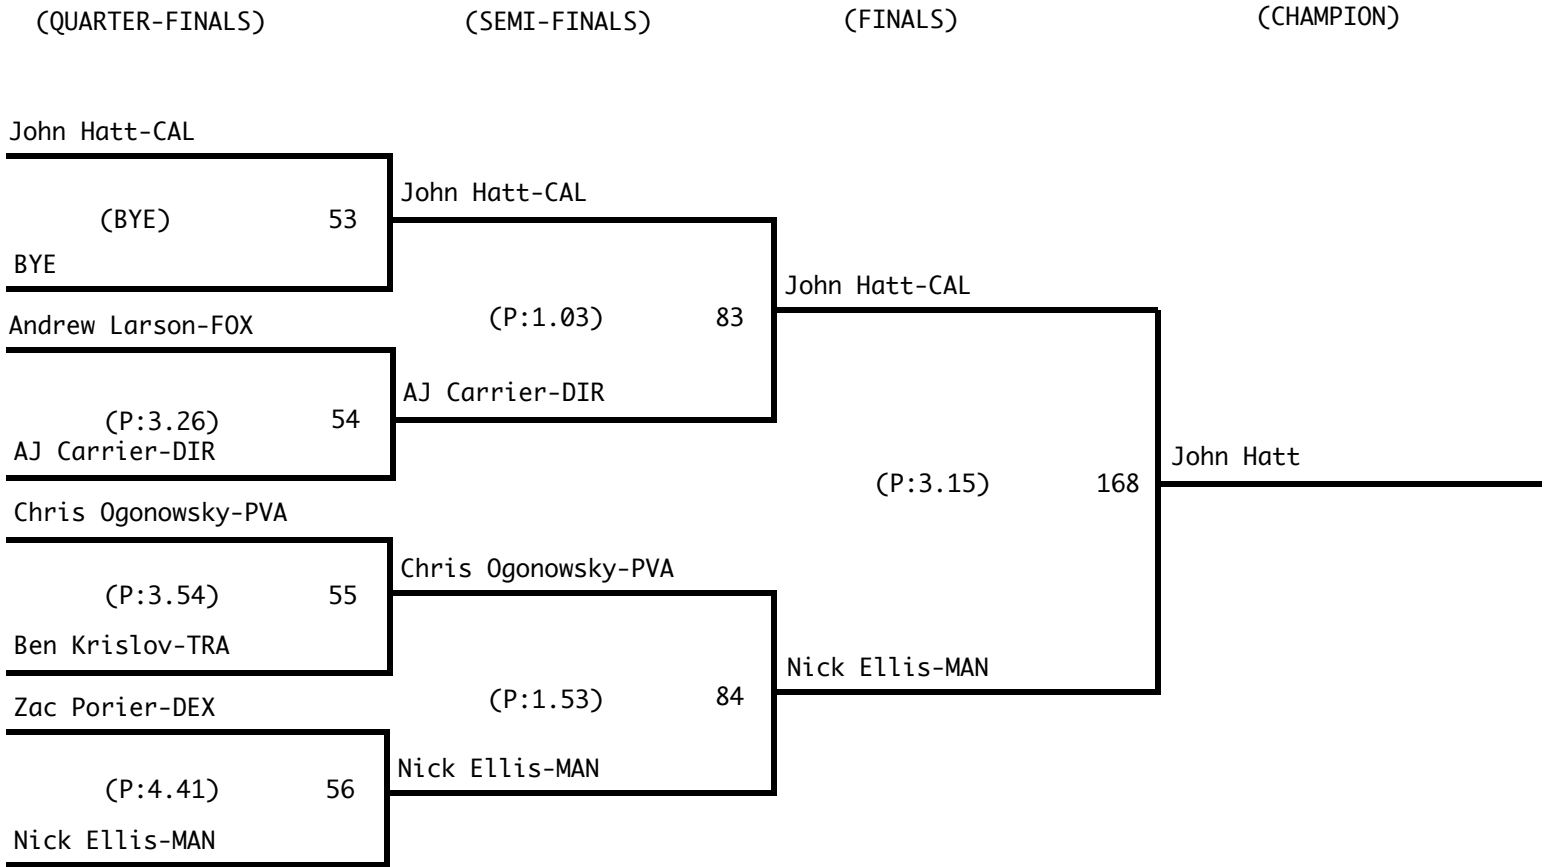 (QUARTER-FINALS) (SEMI-FINALS) (FINALS) (CHAMPION)
John Hatt-CAL
(BYE) 53
BYE
Andrew Larson-FOX
(P:3.26) 54
AJ Carrier-DIR
Chris Ogonowsky-PVA
(P:3.54) 55
Ben Krislov-TRA
Zac Porier-DEX
(P:4.41) 56
Nick Ellis-MAN
John Hatt-CAL
(P:1.03) 83
AJ Carrier-DIR
Chris Ogonowsky-PVA
(P:1.53) 84
Nick Ellis-MAN
John Hatt-CAL
(P:3.15) 168
Nick Ellis-MAN
John Hatt